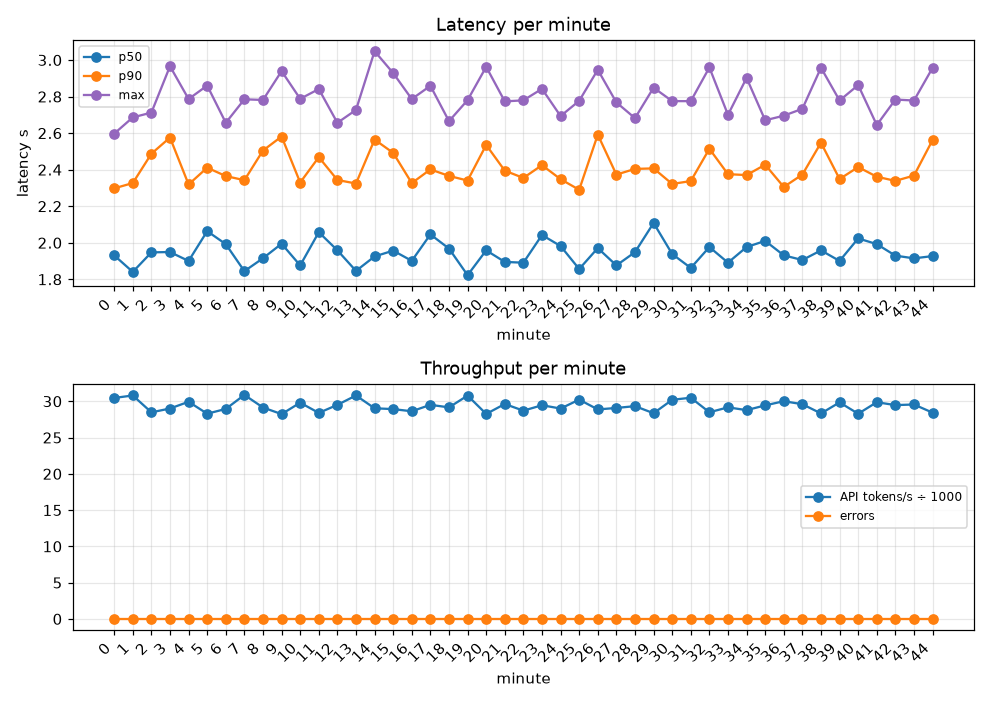 Latency per minute
latency s
3.0
2.8
2.6
2.4
2.2
2.0
1.8
p50
p90
max
0 1 2 3 4 5 6 7 8 9 10 11 12 13 14 15 16 17 18 19 20 21 22 23 24 25 26 27 28 29 30 31 32 33 34 35 36 37 38 39 40 41 42 43 44
minute
Throughput per minute
30
25
20
15
10
5
0
API tokens/s ÷ 1000
errors
0 1 2 3 4 5 6 7 8 9 10 11 12 13 14 15 16 17 18 19 20 21 22 23 24 25 26 27 28 29 30 31 32 33 34 35 36 37 38 39 40 41 42 43 44
minute